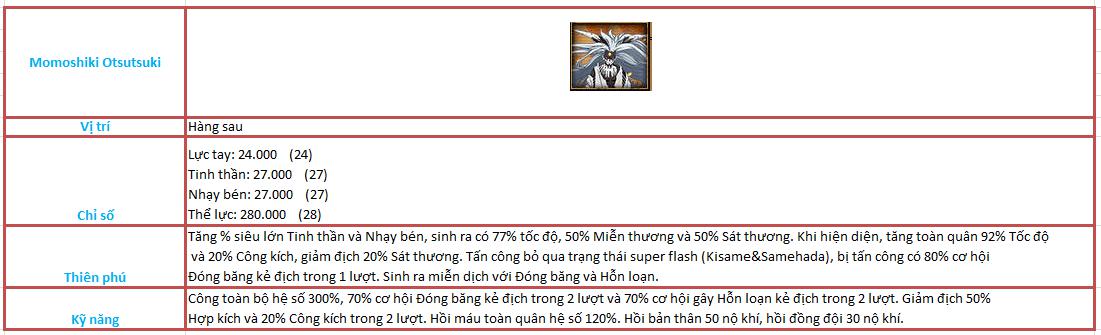 Momoshiki Otsutsuki
Vị trí
Hàng sau
Chỉ số
Lực tay: 24.000 (24)
Tinh thần: 27.000 (27)
Nhạy bén: 27.000 (27)
Thể lực: 280.000 (28)
Thiên phú
Tăng % siêu lớn Tinh thần và Nhạy bén, sinh ra có 77% tốc độ, 50% Miễn thương và 50% Sát thương. Khi hiện diện, tăng toàn quân 92% Tốc độ
và 20% Công kích, giảm địch 20% Sát thương. Tấn công bỏ qua trạng thái super flash (Kisame&Samehada), bị tấn công có 80% cơ hội
Đóng băng kẻ địch trong 1 lượt. Sinh ra miễn dịch với Đóng băng và Hỗn loạn.
Kỹ năng
Công toàn bộ hệ số 300%, 70% cơ hội Đóng băng kẻ địch trong 2 lượt và 70% cơ hội gây Hỗn loạn kẻ địch trong 2 lượt. Giảm địch 50%
Hợp kích và 20% Công kích trong 2 lượt. Hồi máu toàn quân hệ số 120%. Hồi bản thân 50 nộ khí, hồi đồng đội 30 nộ khí.